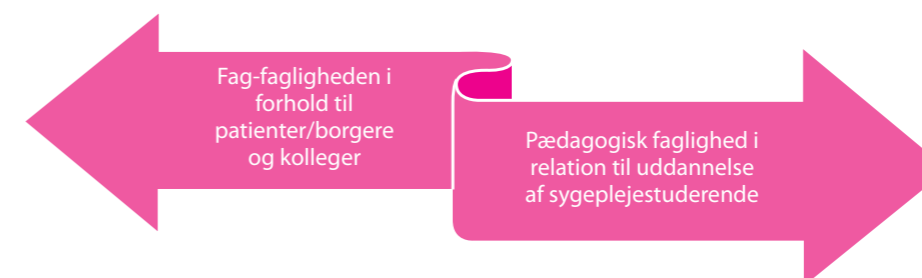 Fag-fagligheden i
forhold til
patienter/borgere
og kolleger
Pædagogisk faglighed i
relation til uddannelse
af sygeplejestuderende